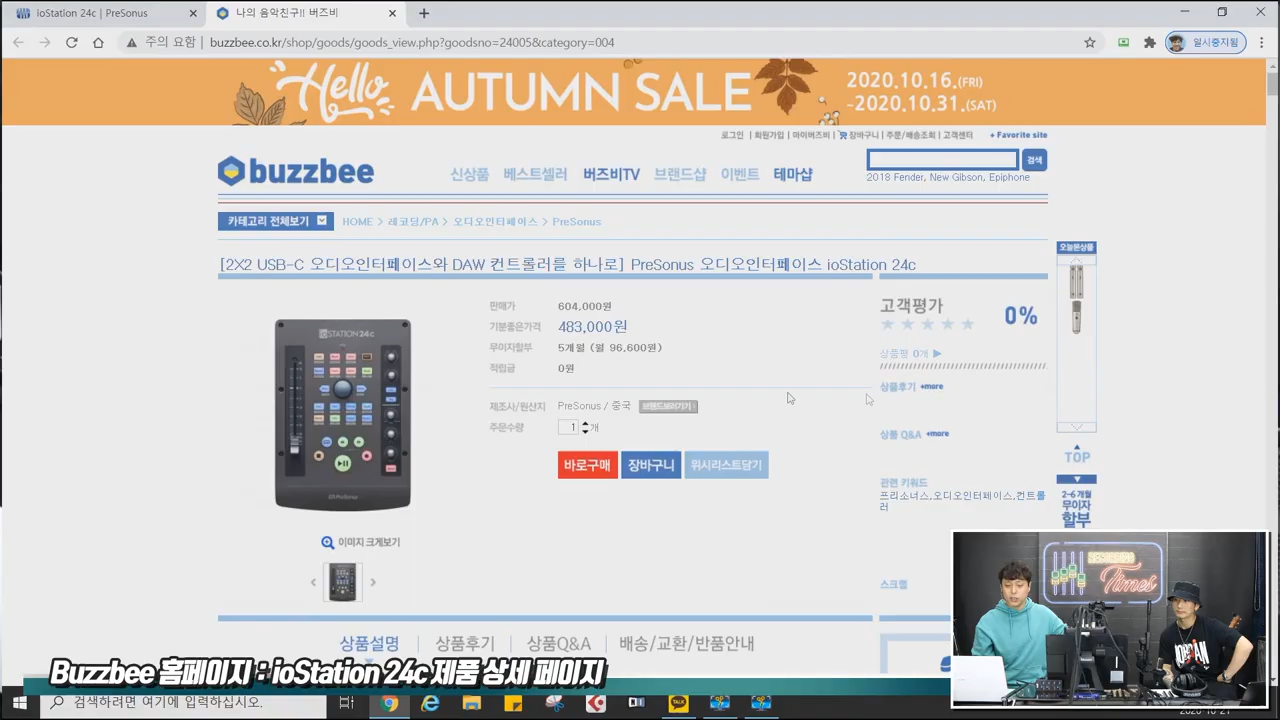 ioStation 24c | PreSonus
나의 음악친구!! 버즈비
주의 요함 | buzzbee.co.kr/shop/goods/goods_view.php?goodsno=24005&category=004
일시중지됨
Hello AUTUMN SALE
2020.10.16.(FRI)
~2020.10.31.(SAT)
로그인 | 회원가입 | 마이버즈비 | 장바구니 | 주문/배송조회 | 고객센터 + Favorite site
buzzbee
신상품 베스트셀러 버즈비TV 브랜드샵 이벤트 테마샵
검색
2018 Fender, New Gibson, Epiphone
카테고리 전체보기
HOME > 레코딩/PA > 오디오인터페이스 > PreSonus
오늘본상품
[2X2 USB-C 오디오인터페이스와 DAW 컨트롤러를 하나로] PreSonus 오디오인터페이스 ioStation 24c
판매가 604,000원
기분좋은가격 483,000원
무이자할부 5개월 (월 96,600원)
적립금 0원
제조사/원산지 PreSonus / 중국 브랜드보러가기
주문수량 1 개
바로구매 장바구니 위시리스트담기
고객평가
0%
상품평 0개
상품후기 +more
상품 Q&A +more
관련 키워드
프리소너스,오디오인터페이스,컨트롤
러
스크랩
TOP
2~6 개월
무이자
할부
ioSTATION 24c
PreSonus
이미지 크게보기
상품설명 | 상품후기 | 상품Q&A | 배송/교환/반품안내
Times
Buzzbee 홈페이지 : ioStation 24c 제품 상세 페이지
검색하려면 여기에 입력하십시오.
TALK
2020-10-21